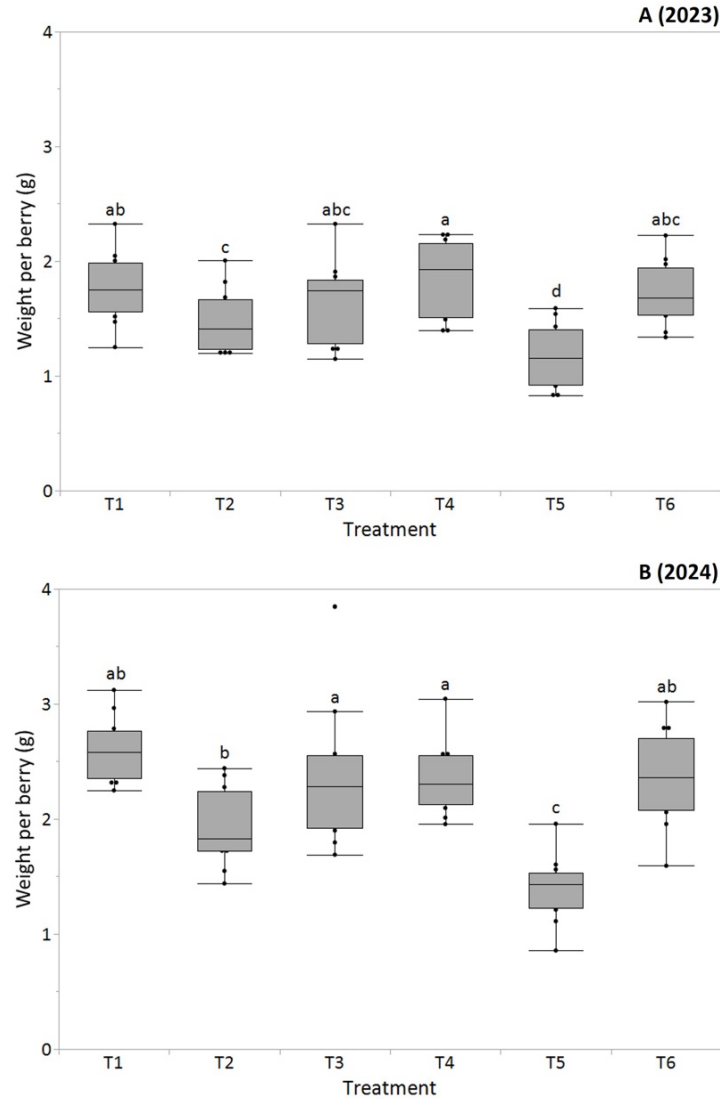 A (2023)
4
3
2
1
0
Weight per berry (g)
ab
c
abc
a
d
abc
T1 T2 T3 T4 T5 T6
Treatment
B (2024)
4
3
2
1
0
Weight per berry (g)
ab
b
a
a
c
ab
T1 T2 T3 T4 T5 T6
Treatment